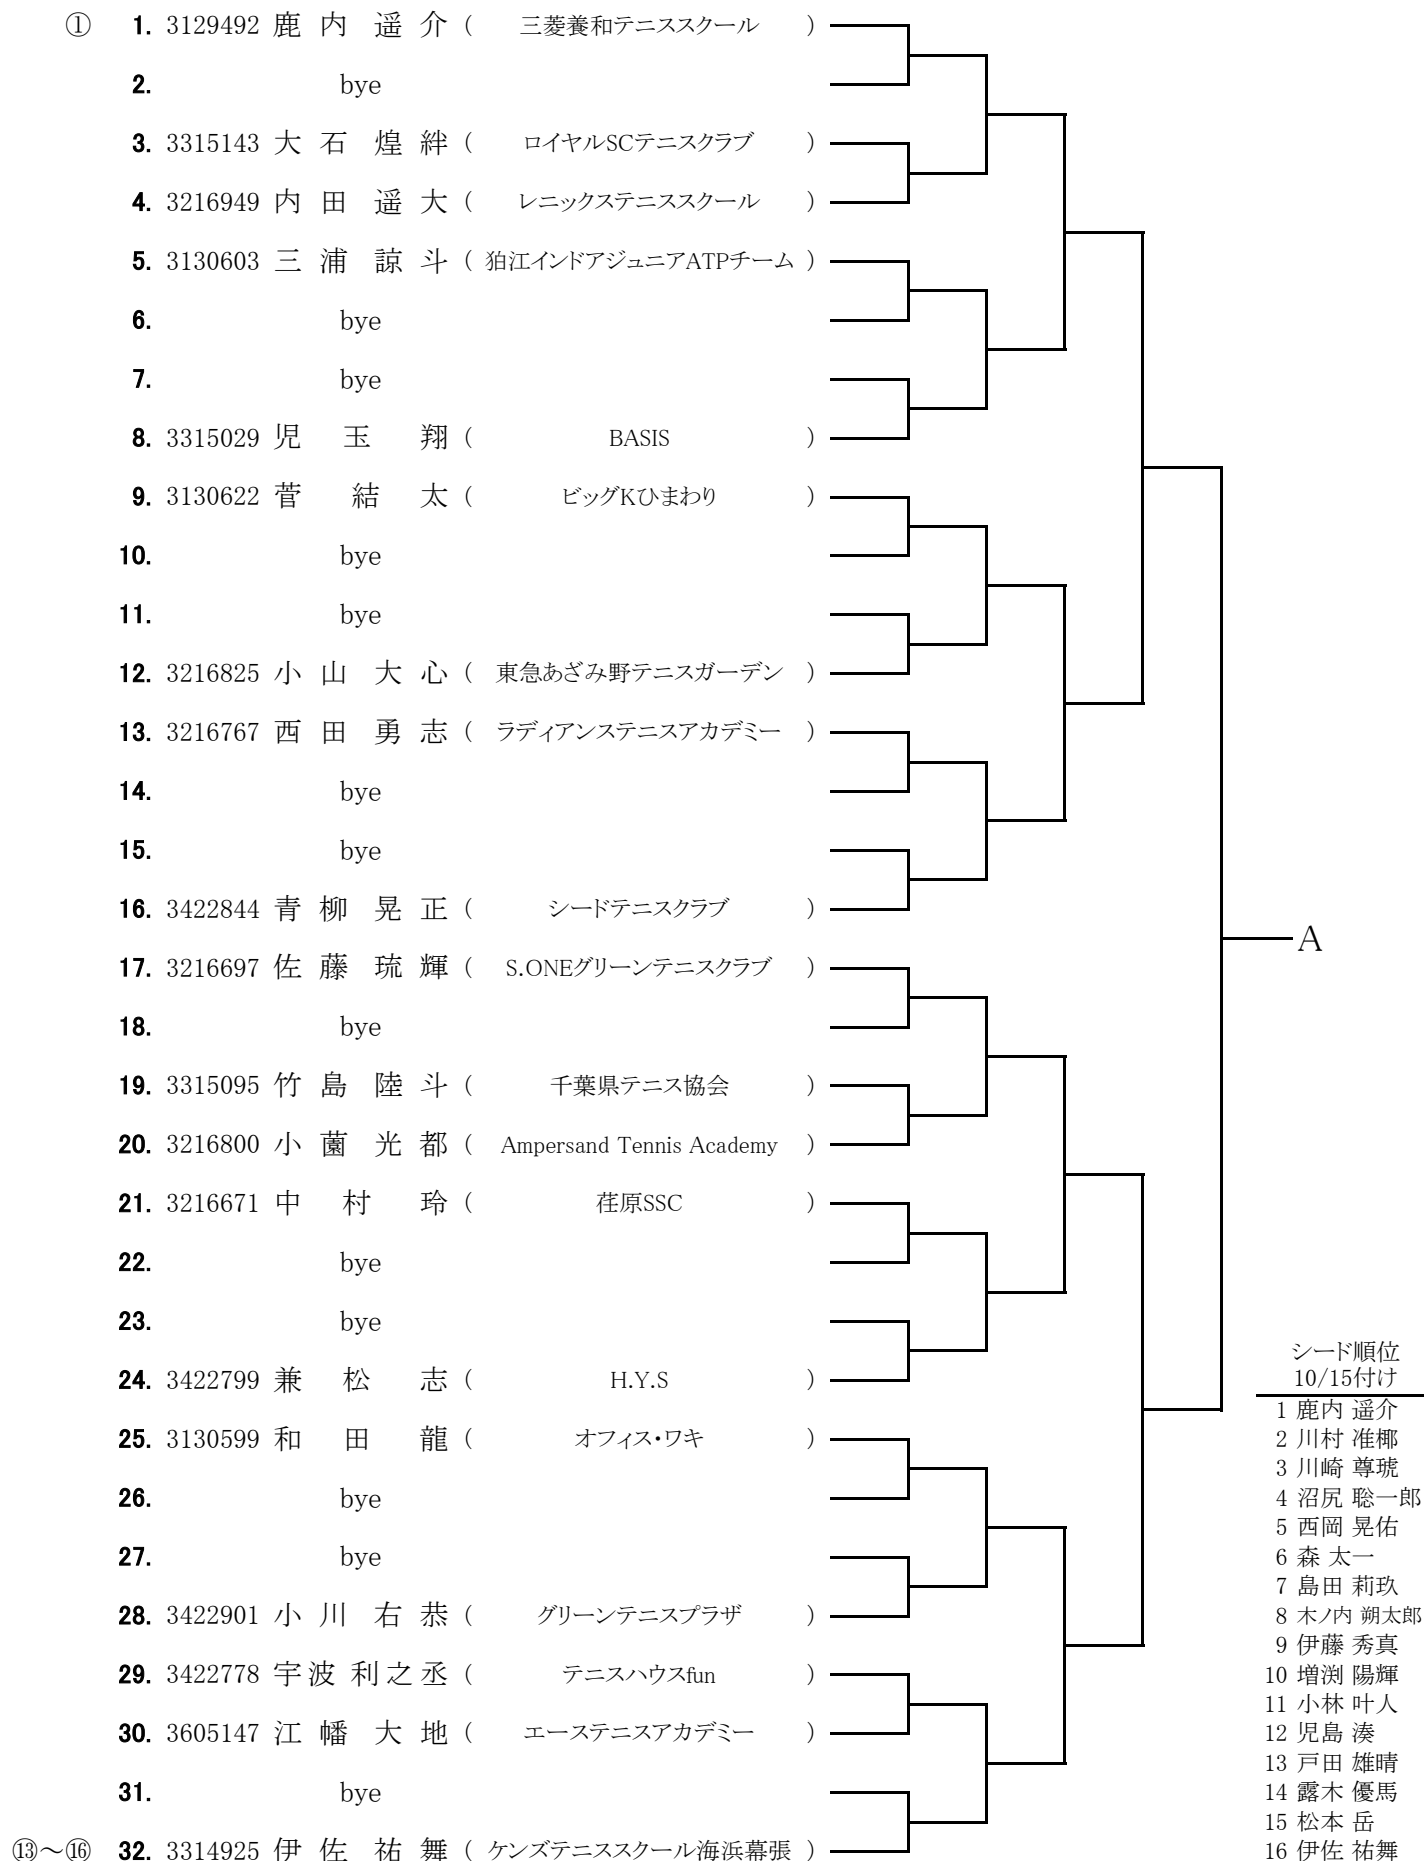 ① 1. 3129492 鹿内 遥介 ( 三菱養和テニススクール )
2. bye
3. 3315143 大石 煌絆 ( ロイヤルSCテニスクラブ )
4. 3216949 内田 遥大 ( レニックステニススクール )
5. 3130603 三浦 諒斗 ( 狛江インドアジュニアATPチーム )
6. bye
7. bye
8. 3315029 児玉 翔 ( BASIS )
9. 3130622 菅 結太 ( ビッグKひまわり )
10. bye
11. bye
12. 3216825 小山 大心 ( 東急あざみ野テニスガーデン )
13. 3216767 西田 勇志 ( ラディアンステニスアカデミー )
14. bye
15. bye
16. 3422844 青柳 晃正 ( シードテニスクラブ )
A
17. 3216697 佐藤 琉輝 ( S.ONEグリーンテニスクラブ )
18. bye
19. 3315095 竹島 陸斗 ( 千葉県テニス協会 )
20. 3216800 小薗 光都 ( Ampersand Tennis Academy )
21. 3216671 中村 玲 ( 荏原SSC )
22. bye
23. bye
24. 3422799 兼松 志 ( H.Y.S )
25. 3130599 和田 龍 ( オフィス・ワキ )
26. bye
27. bye
28. 3422901 小川 右恭 ( グリーンテニスプラザ )
29. 3422778 宇波 利之丞 ( テニスハウスfun )
30. 3605147 江幡 大地 ( エーステニスアカデミー )
31. bye
⑬～⑯ 32. 3314925 伊佐 祐舞 ( ケンズテニススクール海浜幕張 )
シード順位
10/15付け
1 鹿内 遥介
2 川村 准椰
3 川崎 尊琥
4 沼尻 聡一郎
5 西岡 晃佑
6 森 太一
7 島田 莉玖
8 木ノ内 朔太郎
9 伊藤 秀真
10 増渕 陽輝
11 小林 叶人
12 児島 湊
13 戸田 雄晴
14 露木 優馬
15 松本 岳
16 伊佐 祐舞